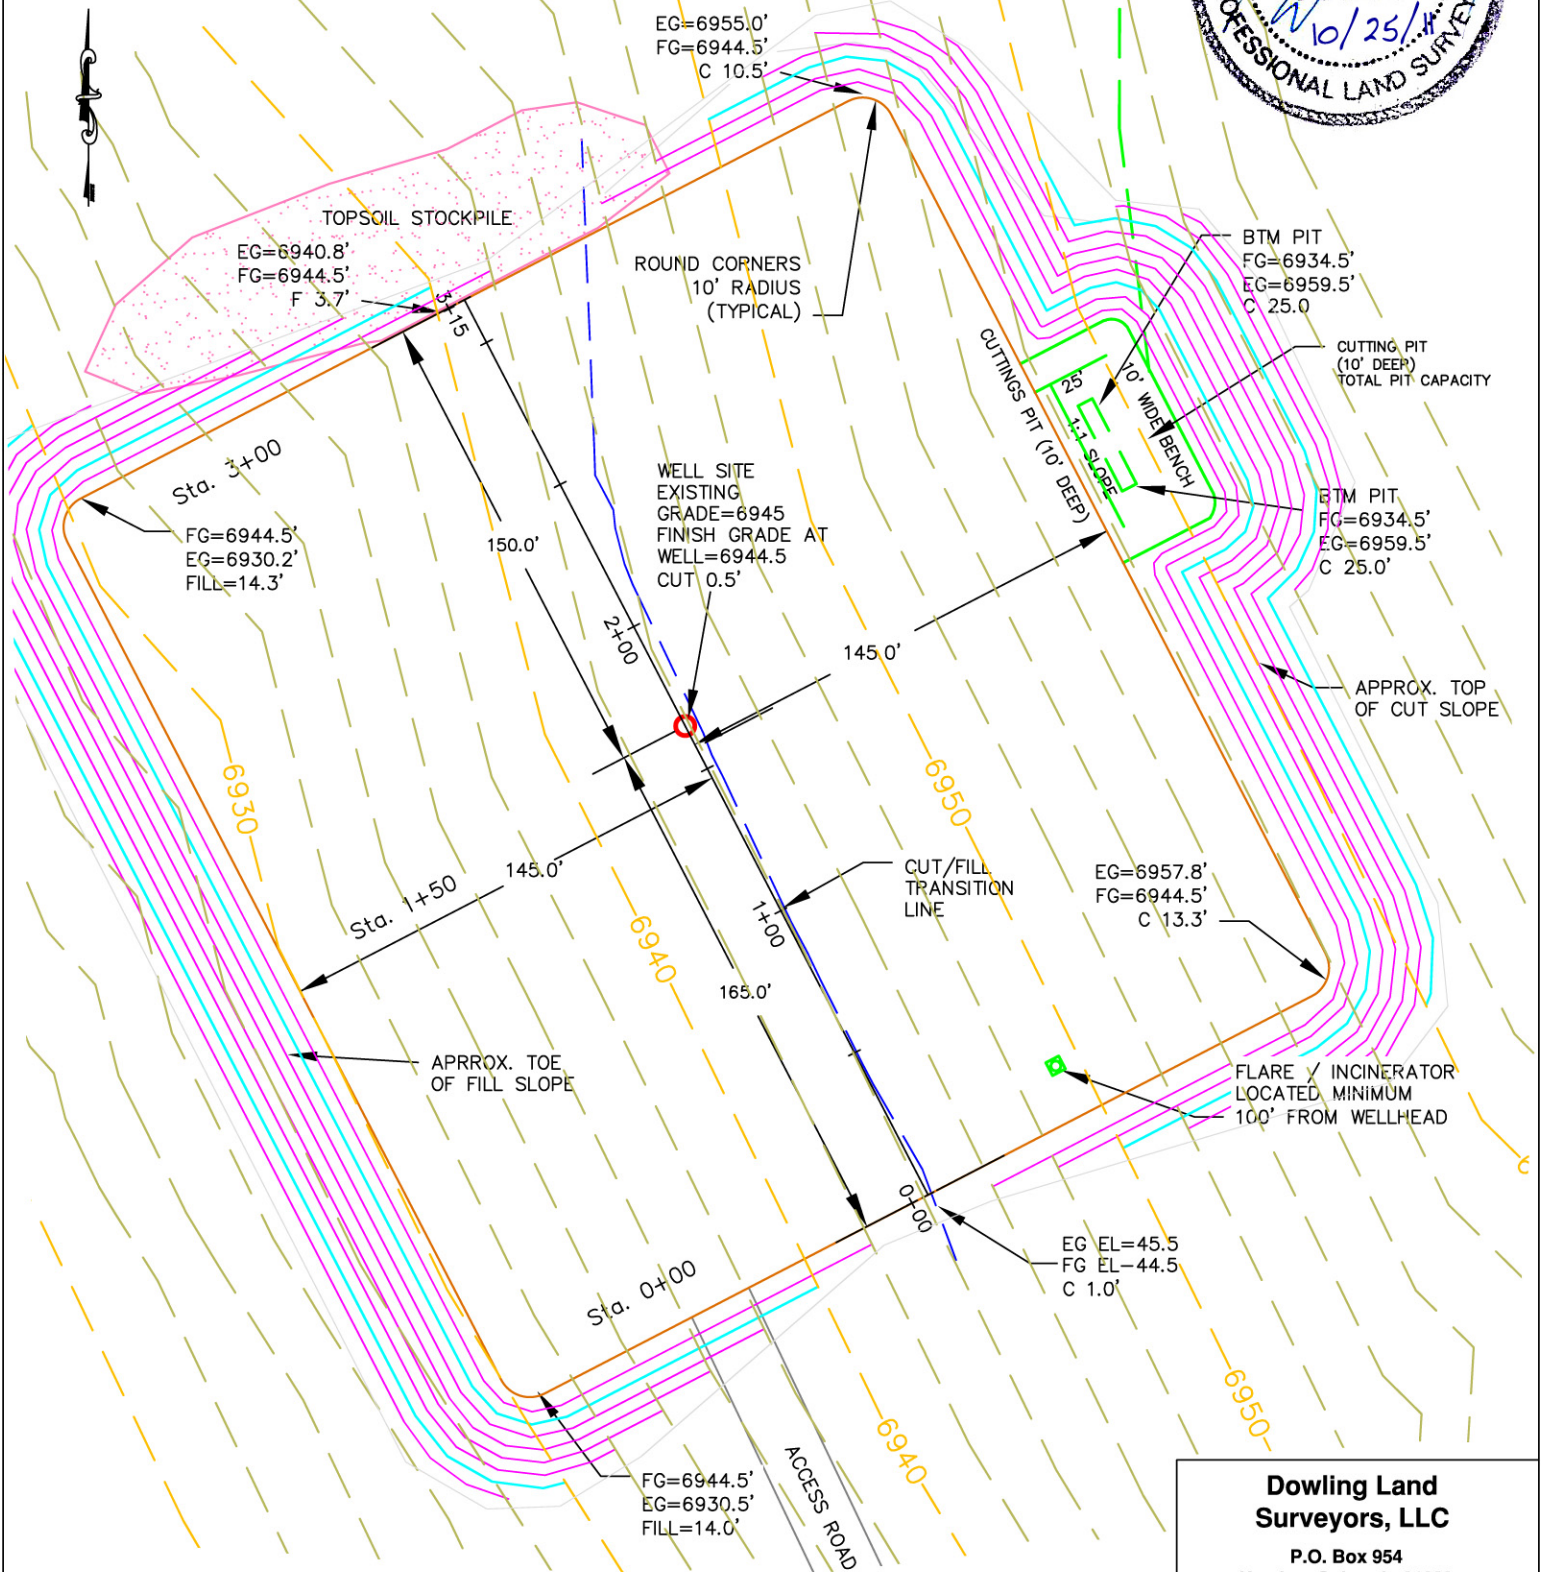 EG=6955.0'
FG=6944.5'
C 10.5'
10/25/11
OFESSIONAL LAND SURVEY
TOPSOIL STOCKPILE
EG=6940.8'
FG=6944.5'
F 3.7'
3+15
ROUND CORNERS
10' RADIUS
(TYPICAL)
BTM PIT
FG=6934.5'
EG=6959.5'
C 25.0
CUTTING PIT
(10' DEEP)
TOTAL PIT CAPACITY
CUTTINGS PIT (10' DEEP)
25'
10' WIDE BENCH
1:1 SLOPE
Sta. 3+00
WELL SITE
EXISTING
GRADE=6945
FINISH GRADE AT
WELL=6944.5
CUT 0.5'
BTM PIT
FG=6934.5'
EG=6959.5'
C 25.0'
FG=6944.5'
EG=6930.2'
FILL=14.3'
150.0'
2+00
145.0'
APPROX. TOP
OF CUT SLOPE
6930
6950
145.0'
Sta. 1+50
CUT/FILL
TRANSITION
LINE
EG=6957.8'
FG=6944.5'
C 13.3'
1+00
6940
165.0'
APRROX. TOE
OF FILL SLOPE
FLARE / INCINERATOR
LOCATED MINIMUM
100' FROM WELLHEAD
0+00
EG EL=45.5
FG EL-44.5
C 1.0'
Sta. 0+00
6950
6940
FG=6944.5'
EG=6930.5'
FILL=14.0'
ACCESS ROAD
Dowling Land
Surveyors, LLC
P.O. Box 954